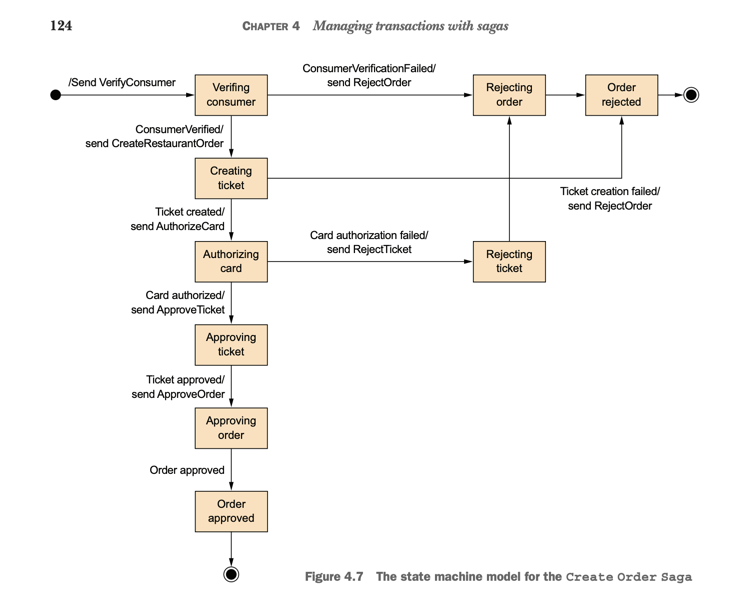 124
CHAPTER 4 Managing transactions with sagas
/Send VerifyConsumer
Verifing
consumer
ConsumerVerificationFailed/
send RejectOrder
Rejecting
order
Order
rejected
ConsumerVerified/
send CreateRestaurantOrder
Creating
ticket
Ticket creation failed/
send RejectOrder
Ticket created/
send AuthorizeCard
Authorizing
card
Card authorization failed/
send RejectTicket
Rejecting
ticket
Card authorized/
send ApproveTicket
Approving
ticket
Ticket approved/
send ApproveOrder
Approving
order
Order approved
Order
approved
Figure 4.7 The state machine model for the Create Order Saga